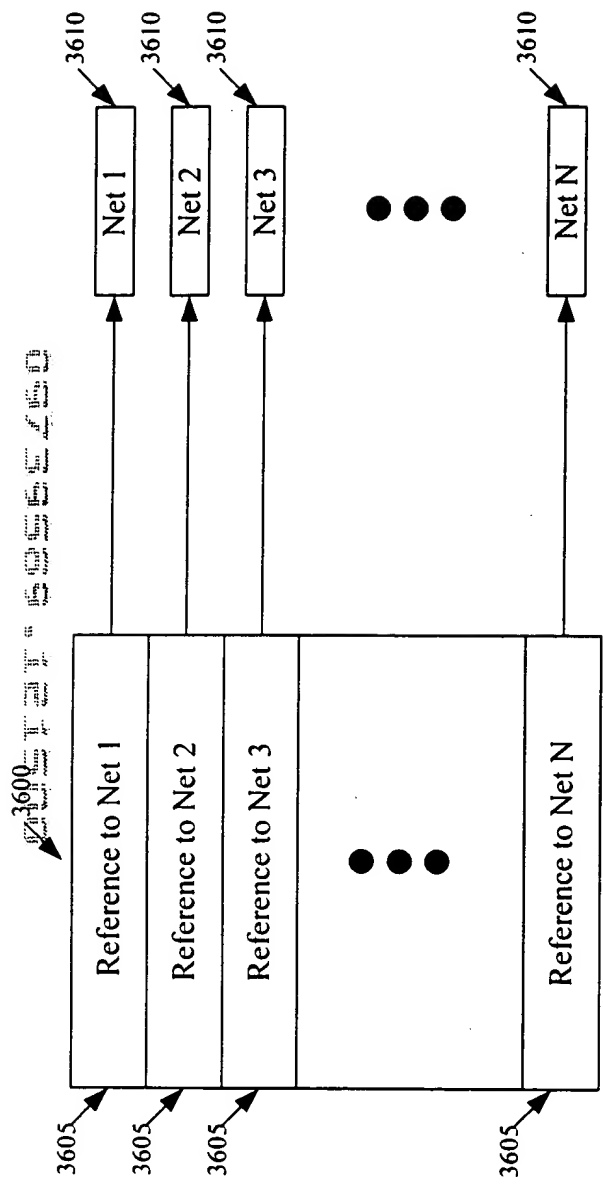 3600
3605 Reference to Net 1 Net 1 3610
3605 Reference to Net 2 Net 2 3610
3605 Reference to Net 3 Net 3 3610
3605 Reference to Net N Net N 3610